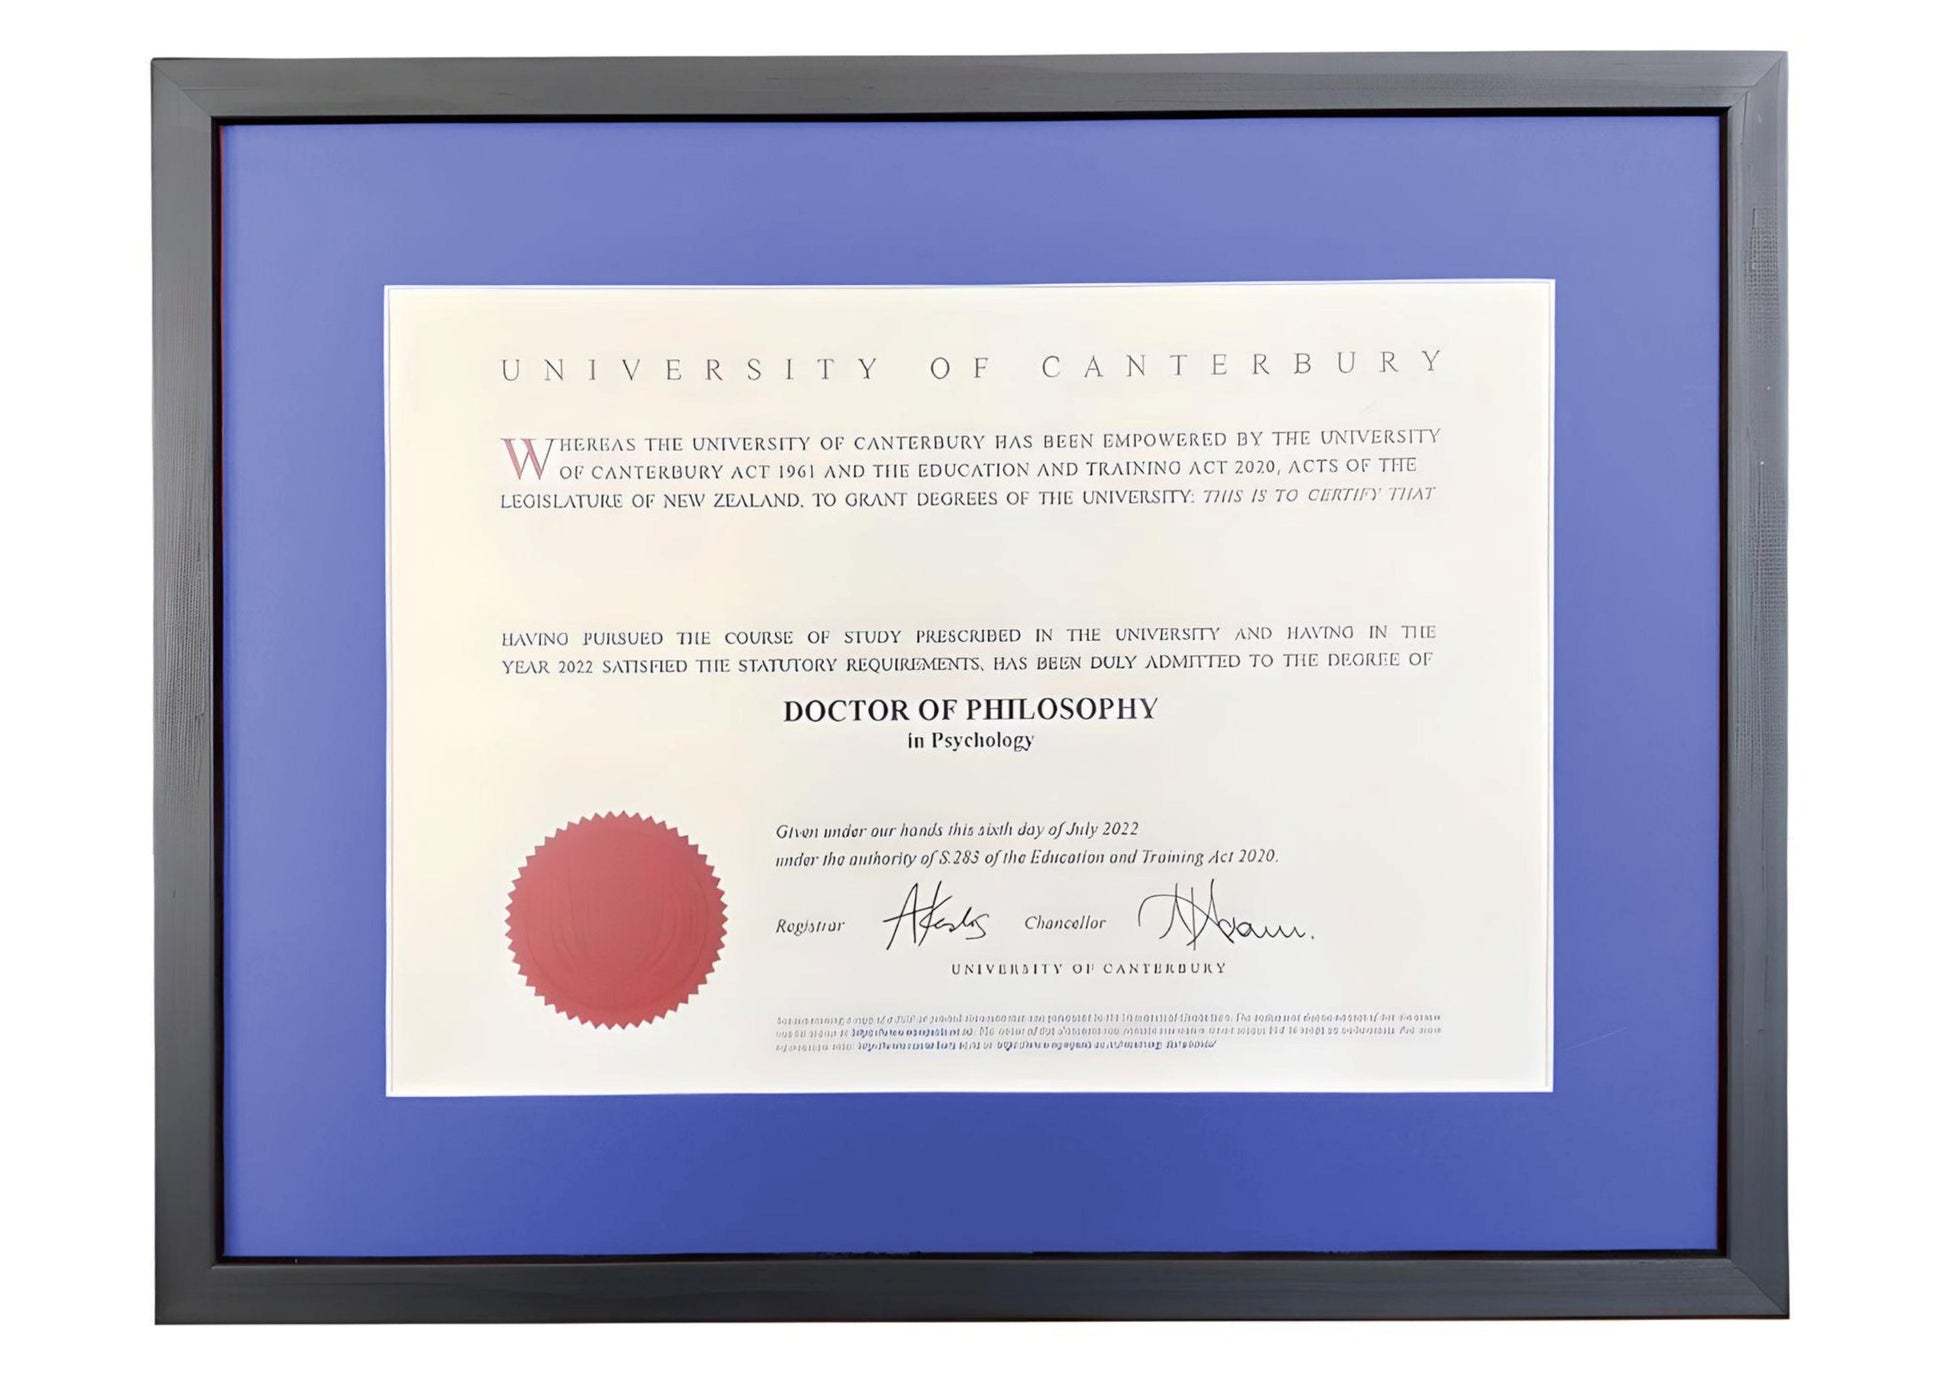 UNIVERSITY OF CANTERBURY
WHEREAS THE UNIVERSITY OF CANTERBURY HAS BEEN EMPOWERED BY THE UNIVERSITY
OF CANTERBURY ACT 1961 AND THE EDUCATION AND TRAINING ACT 2020, ACTS OF THE
LEGISLATURE OF NEW ZEALAND, TO GRANT DEGREES OF THE UNIVERSITY: THIS IS TO CERTIFY THAT
HAVING PURSUED THE COURSE OF STUDY PRESCRIBED IN THE UNIVERSITY AND HAVING IN THE
YEAR 2022 SATISFIED THE STATUTORY REQUIREMENTS, HAS BEEN DULY ADMITTED TO THE DEGREE OF
DOCTOR OF PHILOSOPHY
in Psychology
Given under our hands this sixth day of July 2022
under the authority of S.283 of the Education and Training Act 2020.
Registrar Chancellor
UNIVERSITY OF CANTERBURY